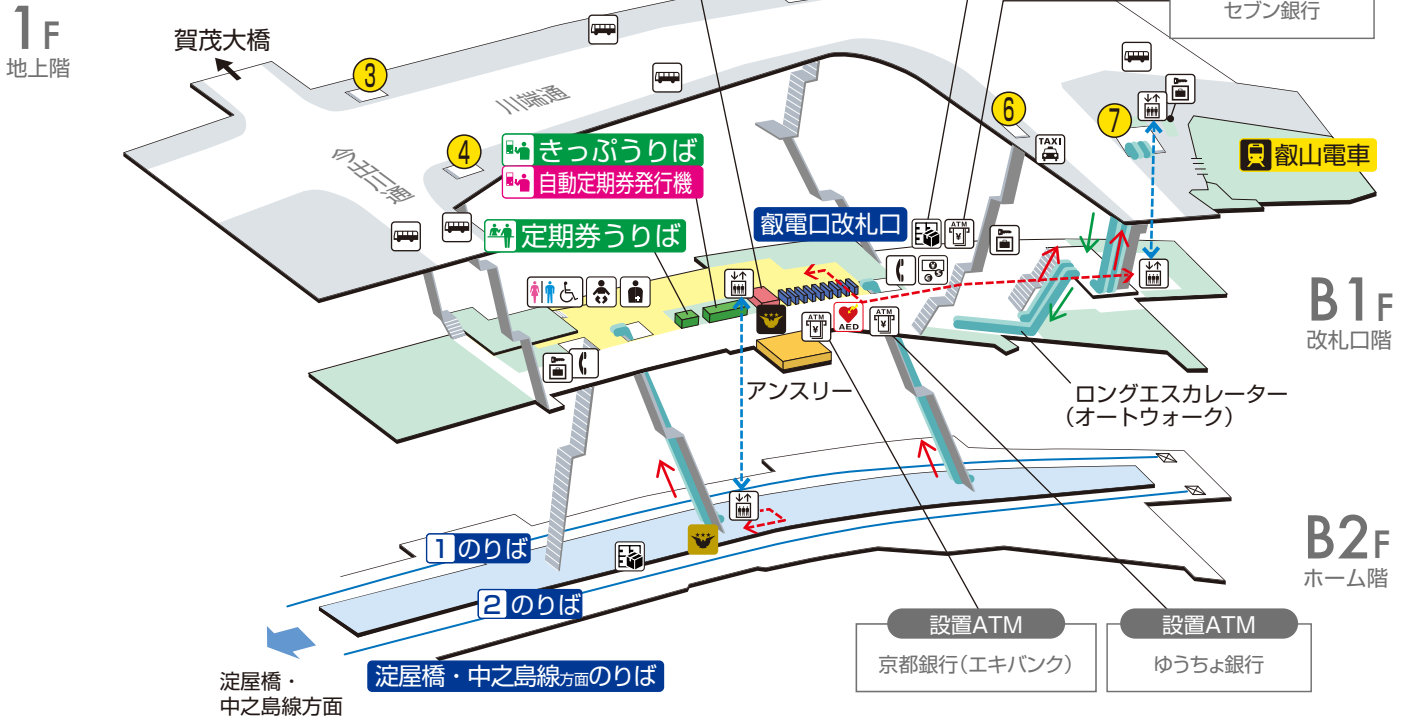 1F
地上階
賀茂大橋
セブン銀行
3
川端通
6
7
TAXI
4
きっぷうりば
自動定期券発行機
今出川通
叡山電車
定期券うりば
叡電口改札口
ATM
¥
B1F
改札口階
ATM
¥
AED
ATM
¥
アンスリー
ロングエスカレーター
(オートウォーク)
1 のりば
B2F
ホーム階
2 のりば
設置ATM
京都銀行(エキバンク)
設置ATM
ゆうちょ銀行
淀屋橋・中之島線方面のりば
淀屋橋・
中之島線方面